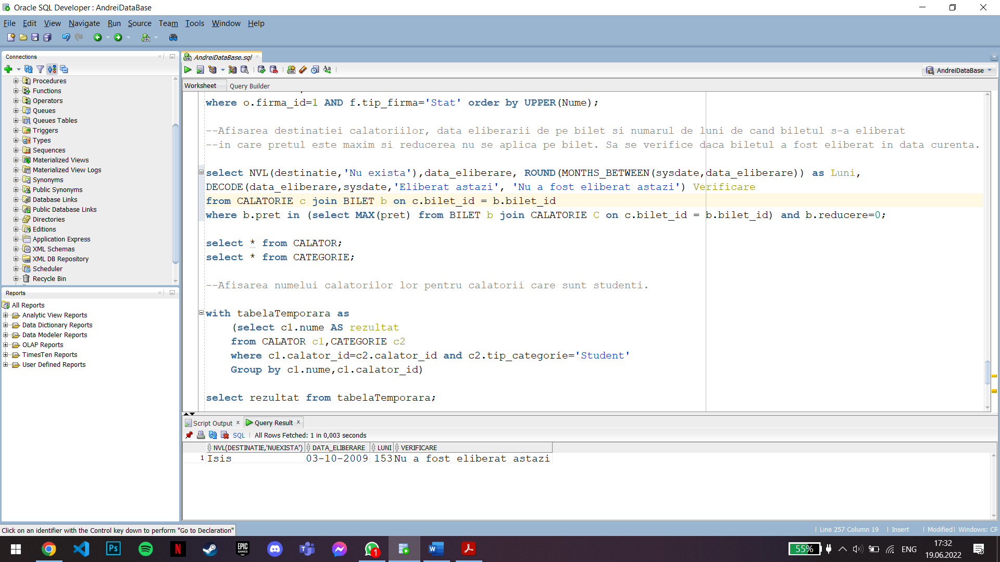 Oracle SQL Developer : AndreiDataBase
File Edit View Navigate Run Source Team Tools Window Help
Connections
Procedures
Functions
Operators
Queues
Queues Tables
Triggers
Types
Sequences
Materialized Views
Materialized View Logs
Synonyms
Public Synonyms
Database Links
Public Database Links
Directories
Editions
Application Express
XML Schemas
XML DB Repository
Scheduler
Recycle Bin
Reports
All Reports
Analytic View Reports
Data Dictionary Reports
Data Modeler Reports
OLAP Reports
TimesTen Reports
User Defined Reports
AndreiDataBase.sql
AndreiDataBase
Worksheet Query Builder
where o.firma_id=1 AND f.tip_firma='Stat' order by UPPER(Nume);
--Afisarea destinatiei calatoriilor, data eliberarii de pe bilet si numarul de luni de cand biletul s-a eliberat
--in care pretul este maxim si reducerea nu se aplica pe bilet. Sa se verifice daca biletul a fost eliberat in data curenta.
select NVL(destinatie,'Nu exista'),data_eliberare, ROUND(MONTHS_BETWEEN(sysdate,data_eliberare)) as Luni,
DECODE(data_eliberare,sysdate,'Eliberat astazi', 'Nu a fost eliberat astazi') Verificare
from CALATORIE c join BILET b on c.bilet_id = b.bilet_id
where b.pret in (select MAX(pret) from BILET b join CALATORIE C on c.bilet_id = b.bilet_id) and b.reducere=0;
select * from CALATOR;
select * from CATEGORIE;
--Afisarea numelui calatorilor lor pentru calatorii care sunt studenti.
with tabelaTemporara as
(select c1.nume AS rezultat
from CALATOR c1,CATEGORIE c2
where c1.calator_id=c2.calator_id and c2.tip_categorie='Student'
Group by c1.nume,c1.calator_id)
select rezultat from tabelaTemporara;
Script Output Query Result
SQL All Rows Fetched: 1 in 0,003 seconds
NVL(DESTINATIE,'NUEXISTA') DATA_ELIBERARE LUNI VERIFICARE
1 Isis 03-10-2009 153 Nu a fost eliberat astazi
Click on an identifier with the Control key down to perform "Go to Declaration"
Line 257 Column 19 Insert Modified Windows: CR
Ps
N
EPIC GAMES
1
W
55%
ENG
17:32
19.06.2022